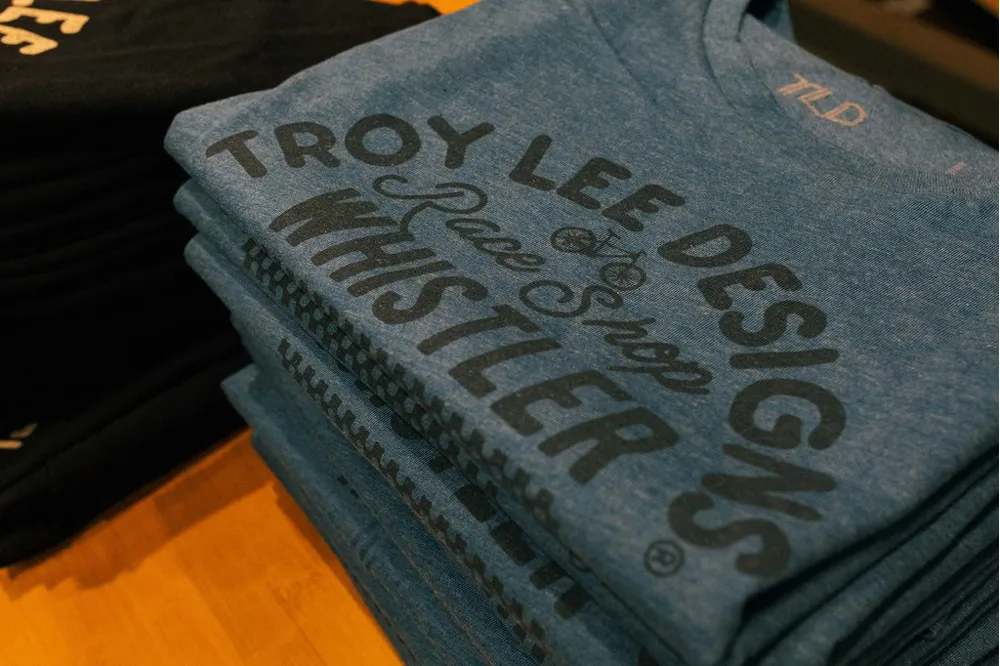 TLD
TROY LEE DESIGNS
Race Shop
WHISTLER
®